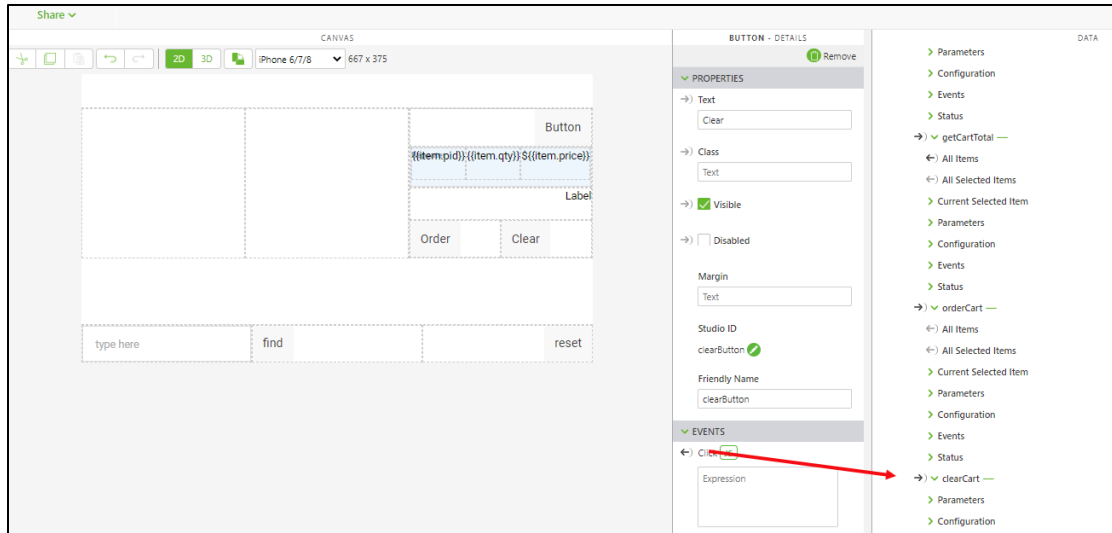 Share
CANVAS
2D 3D iPhone 6/7/8 667 x 375
Button
{{item.pid}} {{item.qty}} ${{item.price}}
Label
Order Clear
type here find reset
BUTTON - DETAILS
Remove
PROPERTIES
Text
Clear
Class
Text
Visible
Disabled
Margin
Text
Studio ID
clearButton
Friendly Name
clearButton
EVENTS
Click
Expression
DATA
Parameters
Configuration
Events
Status
getCartTotal
All Items
All Selected Items
Current Selected Item
Parameters
Configuration
Events
Status
orderCart
All Items
All Selected Items
Current Selected Item
Parameters
Configuration
Events
Status
clearCart
Parameters
Configuration